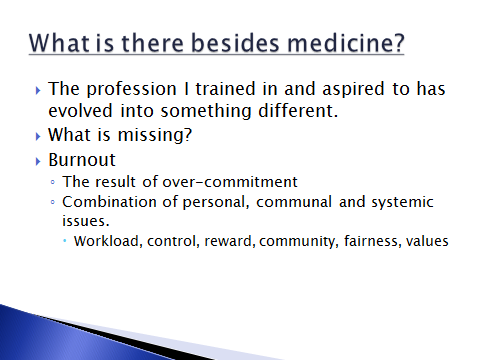 What is there besides medicine?
The profession I trained in and aspired to has
evolved into something different.
What is missing?
Burnout
The result of over-commitment
Combination of personal, communal and systemic
issues.
Workload, control, reward, community, fairness, values